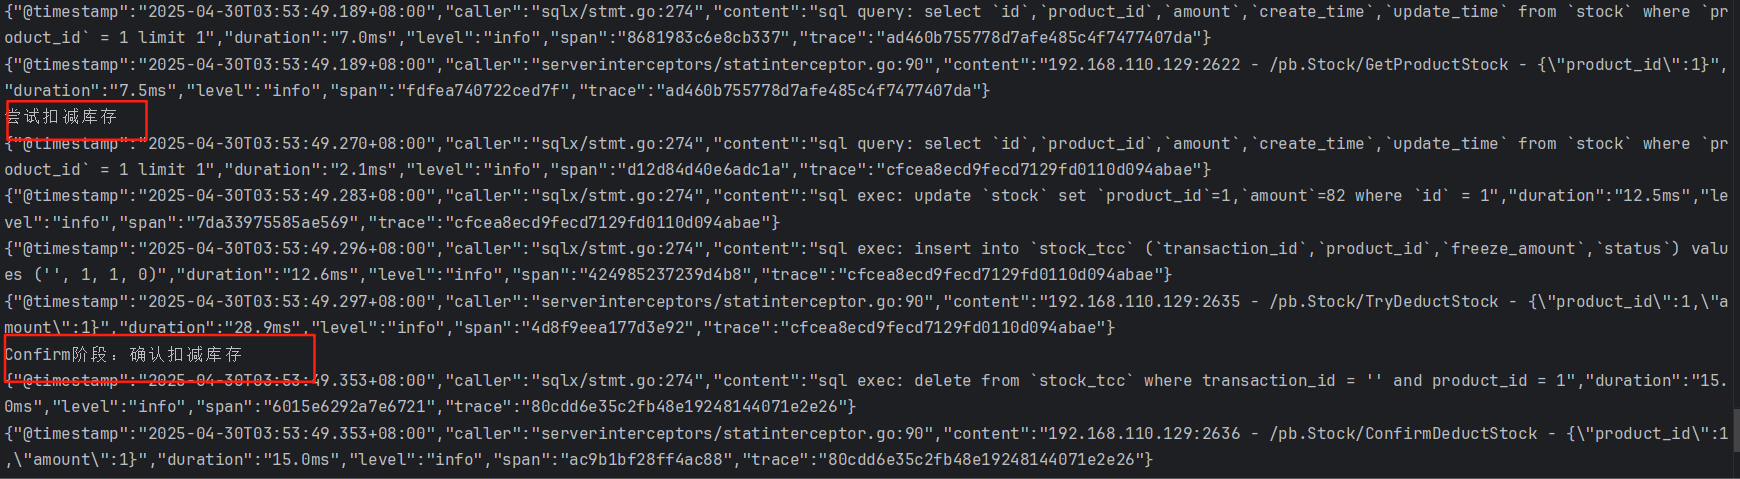 {"@timestamp":"2025-04-30T03:53:49.189+08:00","caller":"sqlx/stmt.go:274","content":"sql query: select `id`,`product_id`,`amount`,`create_time`,`update_time` from `stock` where `pr
oduct_id` = 1 limit 1","duration":"7.0ms","level":"info","span":"8681983c6e8cb337","trace":"ad460b755778d7afe485c4f7477407da"}
{"@timestamp":"2025-04-30T03:53:49.189+08:00","caller":"serverinterceptors/statinterceptor.go:90","content":"192.168.110.129:2622 - /pb.Stock/GetProductStock - {\"product_id\":1}",
"duration":"7.5ms","level":"info","span":"fdfea740722ced7f","trace":"ad460b755778d7afe485c4f7477407da"}
尝试扣减库存
{"@timestamp":"2025-04-30T03:53:49.270+08:00","caller":"sqlx/stmt.go:274","content":"sql query: select `id`,`product_id`,`amount`,`create_time`,`update_time` from `stock` where `pr
oduct_id` = 1 limit 1","duration":"2.1ms","level":"info","span":"d12d84d40e6adc1a","trace":"cfcea8ecd9fecd7129fd0110d094abae"}
{"@timestamp":"2025-04-30T03:53:49.283+08:00","caller":"sqlx/stmt.go:274","content":"sql exec: update `stock` set `product_id`=1,`amount`=82 where `id` = 1","duration":"12.5ms","le
vel":"info","span":"7da33975585ae569","trace":"cfcea8ecd9fecd7129fd0110d094abae"}
{"@timestamp":"2025-04-30T03:53:49.296+08:00","caller":"sqlx/stmt.go:274","content":"sql exec: insert into `stock_tcc` (`transaction_id`,`product_id`,`freeze_amount`,`status`) valu
es ('', 1, 1, 0)","duration":"12.6ms","level":"info","span":"424985237239d4b8","trace":"cfcea8ecd9fecd7129fd0110d094abae"}
{"@timestamp":"2025-04-30T03:53:49.297+08:00","caller":"serverinterceptors/statinterceptor.go:90","content":"192.168.110.129:2635 - /pb.Stock/TryDeductStock - {\"product_id\":1,\"a
mount\":1}","duration":"28.9ms","level":"info","span":"4d8f9eea177d3e92","trace":"cfcea8ecd9fecd7129fd0110d094abae"}
Confirm阶段：确认扣减库存
{"@timestamp":"2025-04-30T03:53:49.353+08:00","caller":"sqlx/stmt.go:274","content":"sql exec: delete from `stock_tcc` where transaction_id = '' and product_id = 1","duration":"15.
0ms","level":"info","span":"6015e6292a7e6721","trace":"80cdd6e35c2fb48e19248144071e2e26"}
{"@timestamp":"2025-04-30T03:53:49.353+08:00","caller":"serverinterceptors/statinterceptor.go:90","content":"192.168.110.129:2636 - /pb.Stock/ConfirmDeductStock - {\"product_id\":1
,\"amount\":1}","duration":"15.0ms","level":"info","span":"ac9b1bf28ff4ac88","trace":"80cdd6e35c2fb48e19248144071e2e26"}